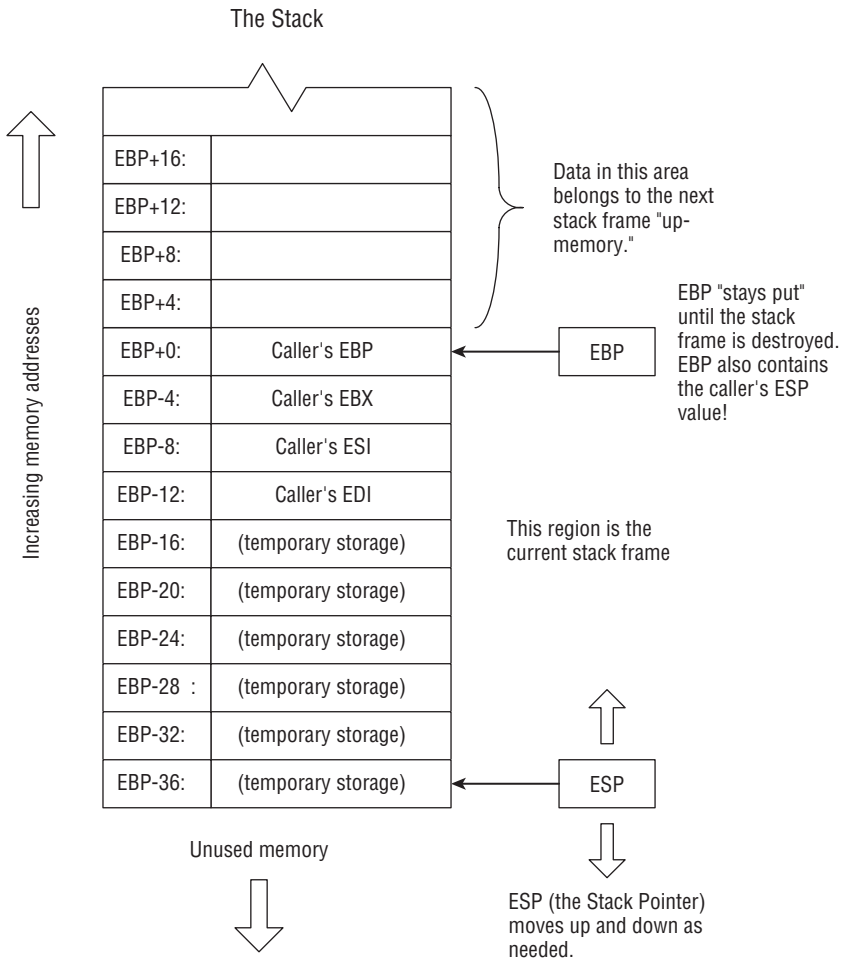 The Stack
Increasing memory addresses
EBP+16:
EBP+12:
EBP+8:
EBP+4:
EBP+0: Caller's EBP
EBP-4: Caller's EBX
EBP-8: Caller's ESI
EBP-12: Caller's EDI
EBP-16: (temporary storage)
EBP-20: (temporary storage)
EBP-24: (temporary storage)
EBP-28 : (temporary storage)
EBP-32: (temporary storage)
EBP-36: (temporary storage)
Unused memory
Data in this area
belongs to the next
stack frame "up-
memory."
EBP
EBP "stays put"
until the stack
frame is destroyed.
EBP also contains
the caller's ESP
value!
This region is the
current stack frame
ESP
ESP (the Stack Pointer)
moves up and down as
needed.